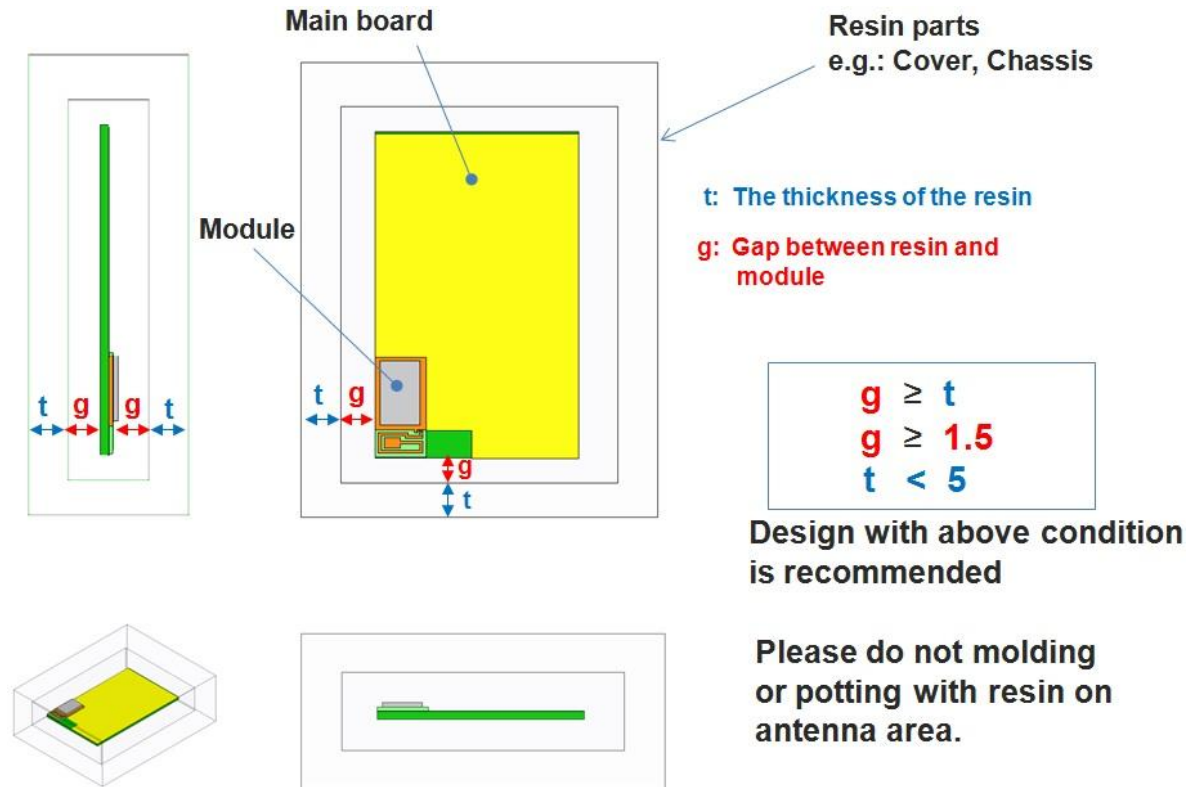 Main board
Resin parts
e.g.: Cover, Chassis
t: The thickness of the resin
Module
g: Gap between resin and
module
t g g t
t g
g
t
g ≥ t
g ≥ 1.5
t < 5
Design with above condition
is recommended
Please do not molding
or potting with resin on
antenna area.